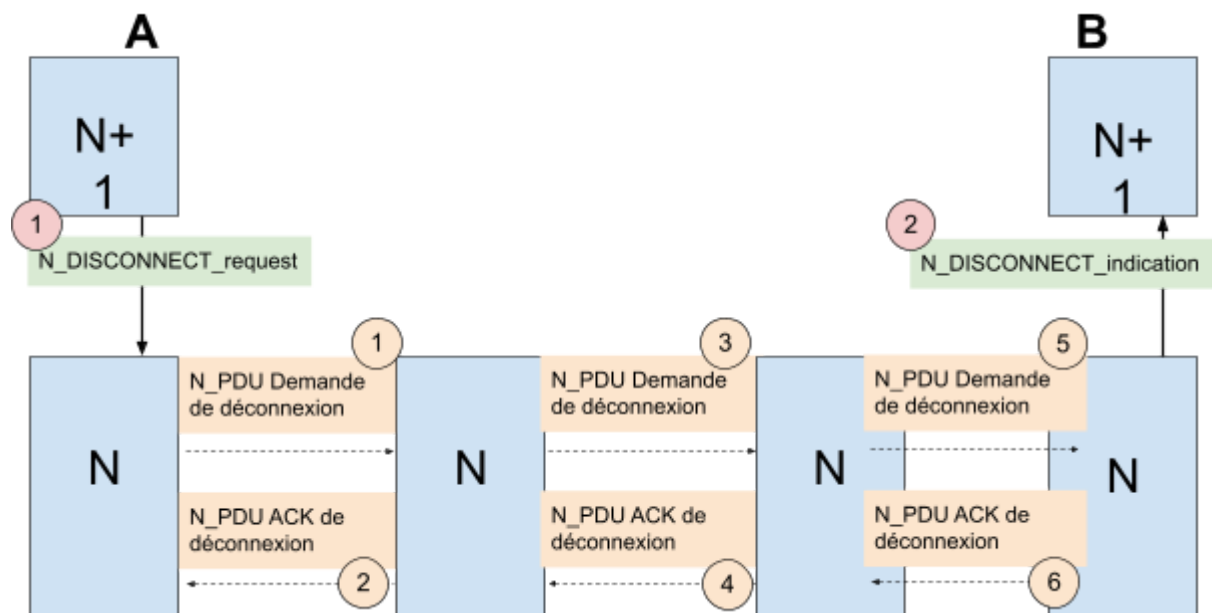 A
B
N+
1
N+
1
1
N_DISCONNECT_request
2
N_DISCONNECT_indication
1
3
5
N_PDU Demande
de déconnexion
N_PDU Demande
de déconnexion
N_PDU Demande
de déconnexion
N
N
N
N
N_PDU ACK de
déconnexion
N_PDU ACK de
déconnexion
N_PDU ACK de
déconnexion
2
4
6